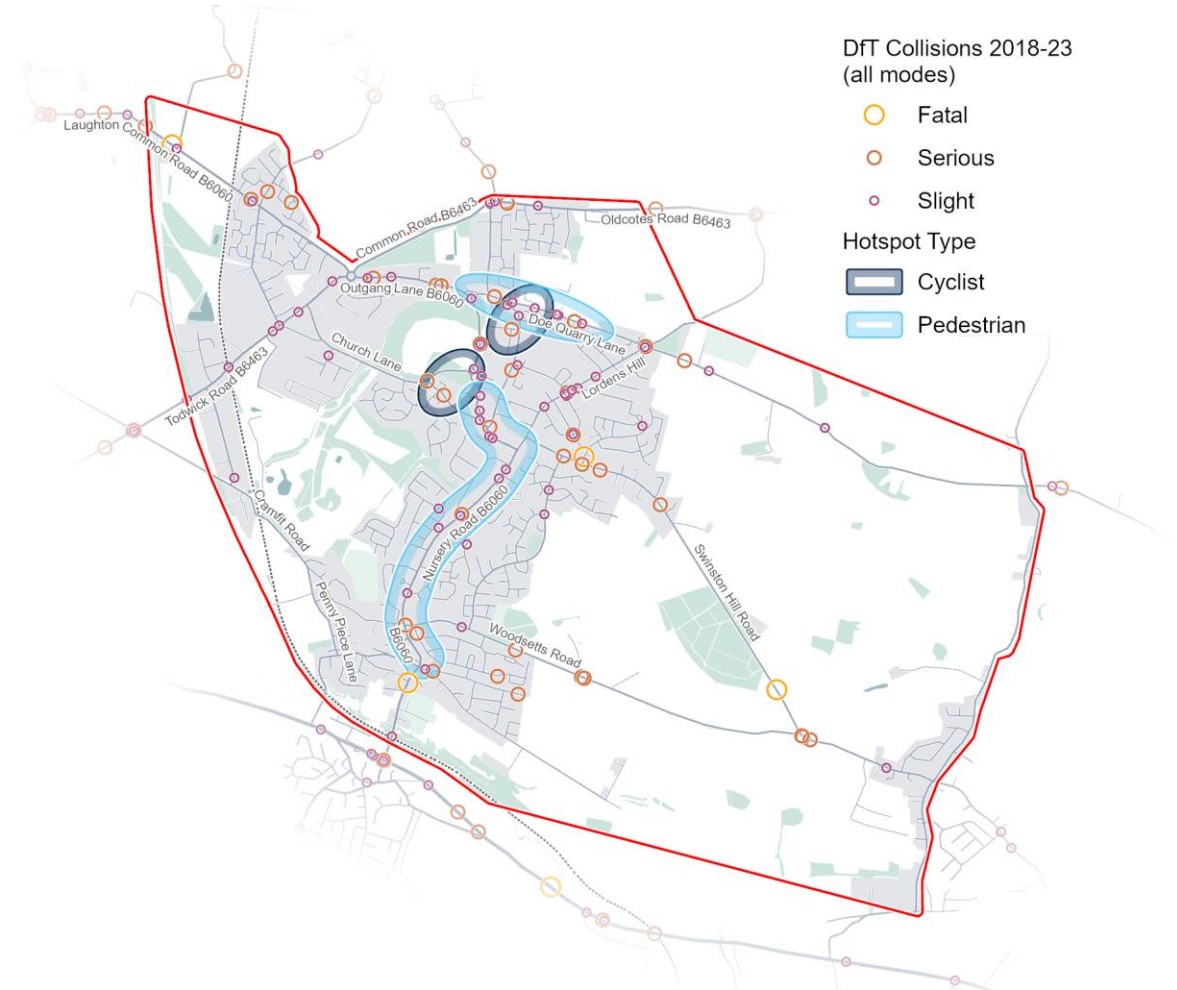 DfT Collisions 2018-23
(all modes)
Fatal
Serious
Slight
Hotspot Type
Cyclist
Pedestrian
Laughton Common Road B6060
Common Road B6463
Oldcotes Road B6463
Outgang Lane B6060
Doe Quarry Lane
Church Lane
Lordens Hill
Todwick Road B6463
Cramfit Road
Nursery Road B6060
Swinston Hill Road
Penny Piece Lane
B6060
Woodsetts Road